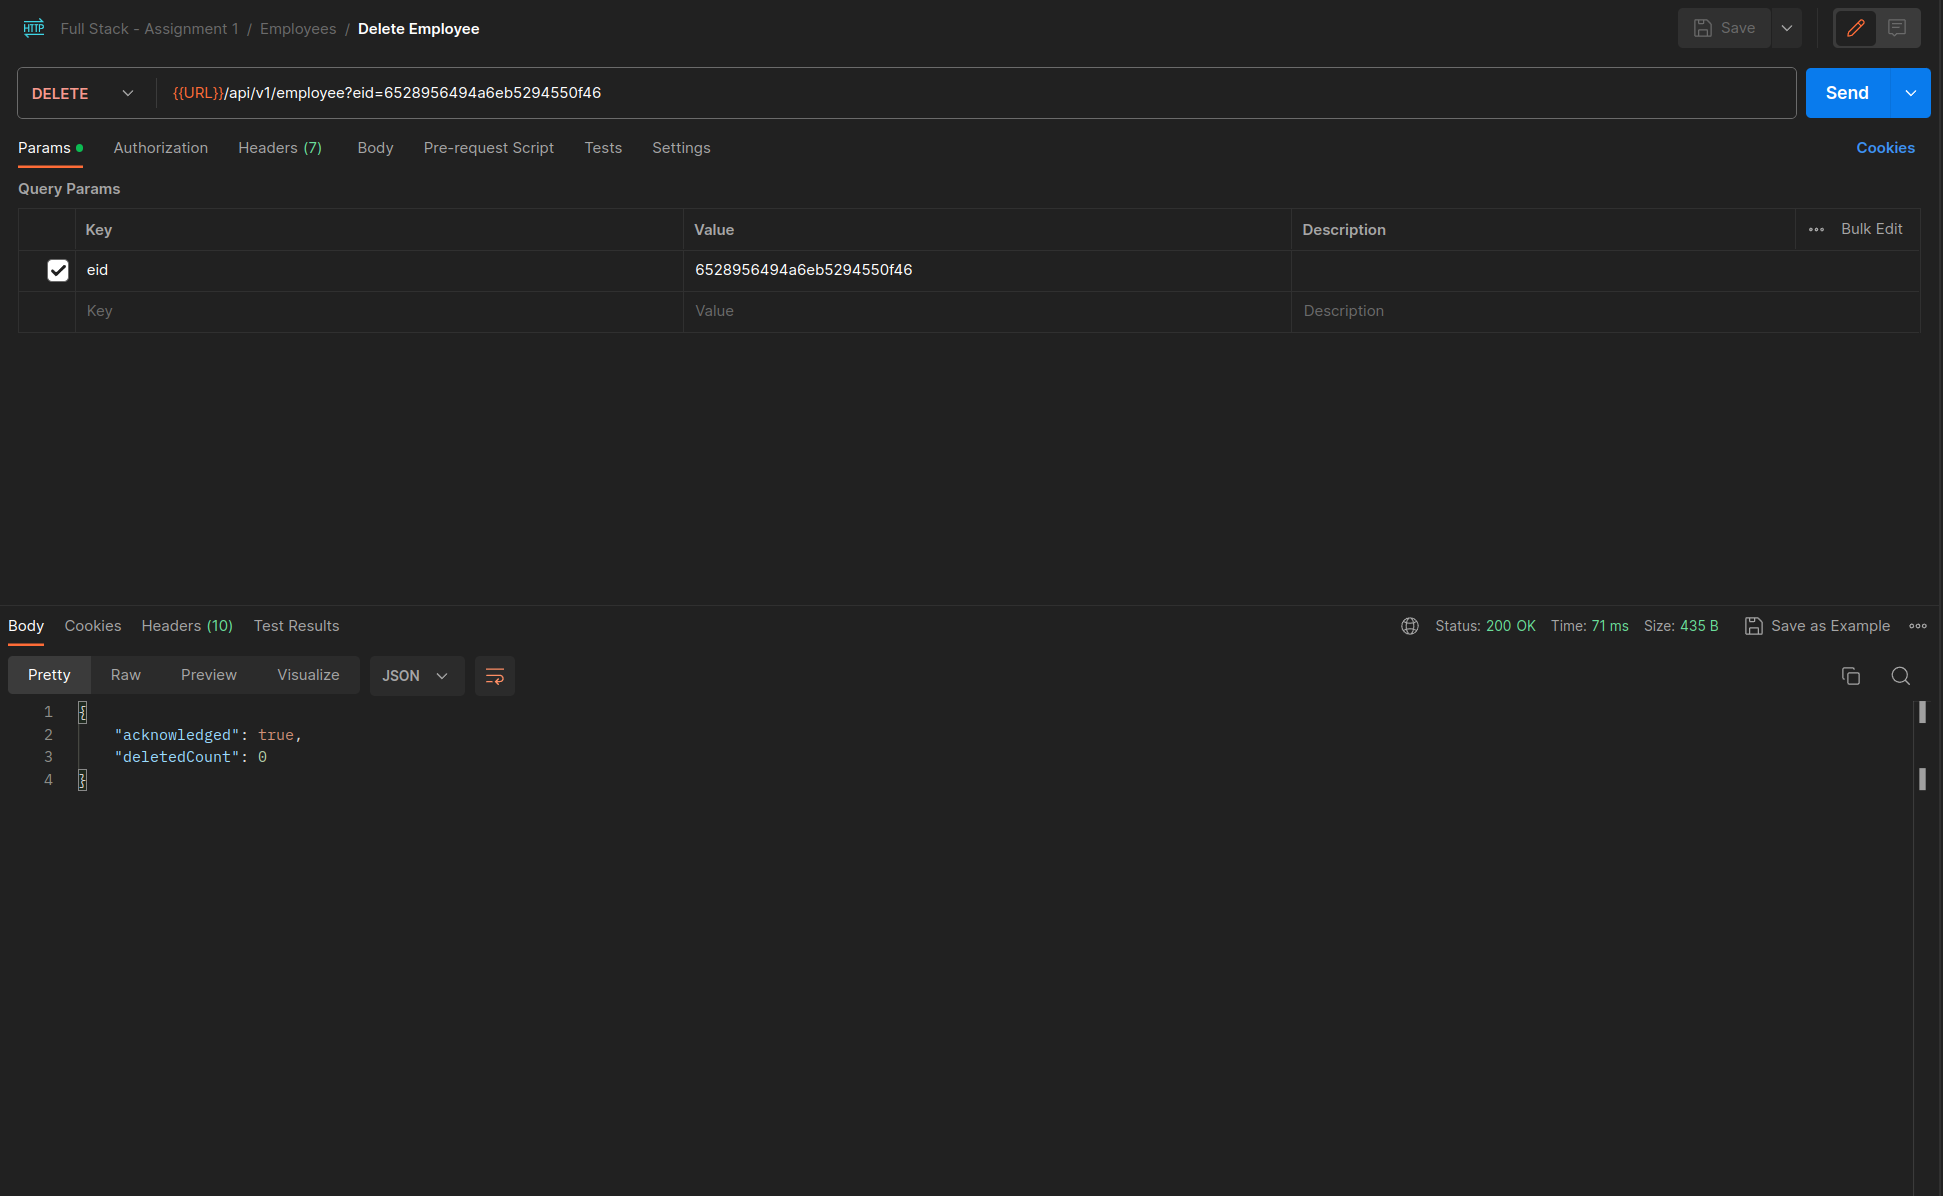 HTTP Full Stack - Assignment 1 / Employees / Delete Employee Save
DELETE {{URL}}/api/v1/employee?eid=6528956494a6eb5294550f46 Send
Params Authorization Headers (7) Body Pre-request Script Tests Settings Cookies
Query Params
Key Value Description Bulk Edit
eid 6528956494a6eb5294550f46
Key Value Description
Body Cookies Headers (10) Test Results Status: 200 OK Time: 71 ms Size: 435 B Save as Example
Pretty Raw Preview Visualize JSON
1 {
2 "acknowledged": true,
3 "deletedCount": 0
4 }